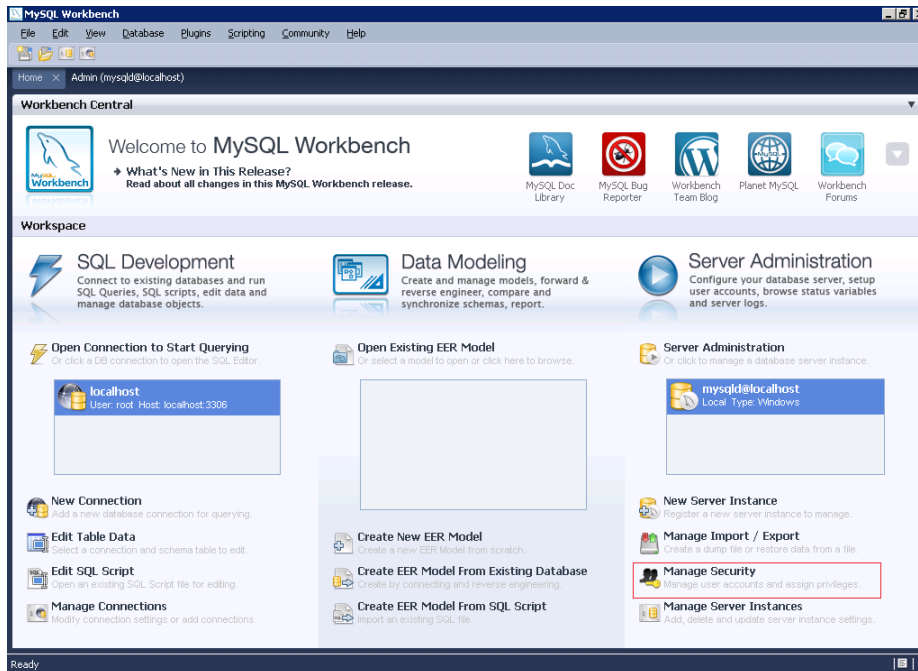 MySQL Workbench
File Edit View Database Plugins Scripting Community Help
Home × Admin (mysqld@localhost)
Workbench Central
Welcome to MySQL Workbench
What's New in This Release?
Read about all changes in this MySQL Workbench release.
MySQL Workbench
MySQL Doc Library
MySQL Bug Reporter
Workbench Team Blog
Planet MySQL
Workbench Forums
Workspace
SQL Development
Connect to existing databases and run
SQL Queries, SQL scripts, edit data and
manage database objects.
Open Connection to Start Querying
Or click a DB connection to open the SQL Editor.
localhost
User: root Host: localhost:3306
New Connection
Add a new database connection for querying.
Edit Table Data
Select a connection and schema table to edit.
Edit SQL Script
Open an existing SQL Script file for editing.
Manage Connections
Modify connection settings or add connections.
Data Modeling
Create and manage models, forward &
reverse engineer, compare and
synchronize schemas, report.
Open Existing EER Model
Or select a model to open or click here to browse.
Create New EER Model
Create a new EER Model from scratch.
Create EER Model From Existing Database
Create by connecting and reverse engineering.
Create EER Model From SQL Script
Import an existing SQL file.
Server Administration
Configure your database server, setup
user accounts, browse status variables
and server logs.
Server Administration
Or click to manage a database server instance.
mysqld@localhost
Local Type: Windows
New Server Instance
Register a new server instance to manage.
Manage Import / Export
Create a dump file or restore data from a file.
Manage Security
Manage user accounts and assign privileges.
Manage Server Instances
Add, delete and update server instance settings.
Ready